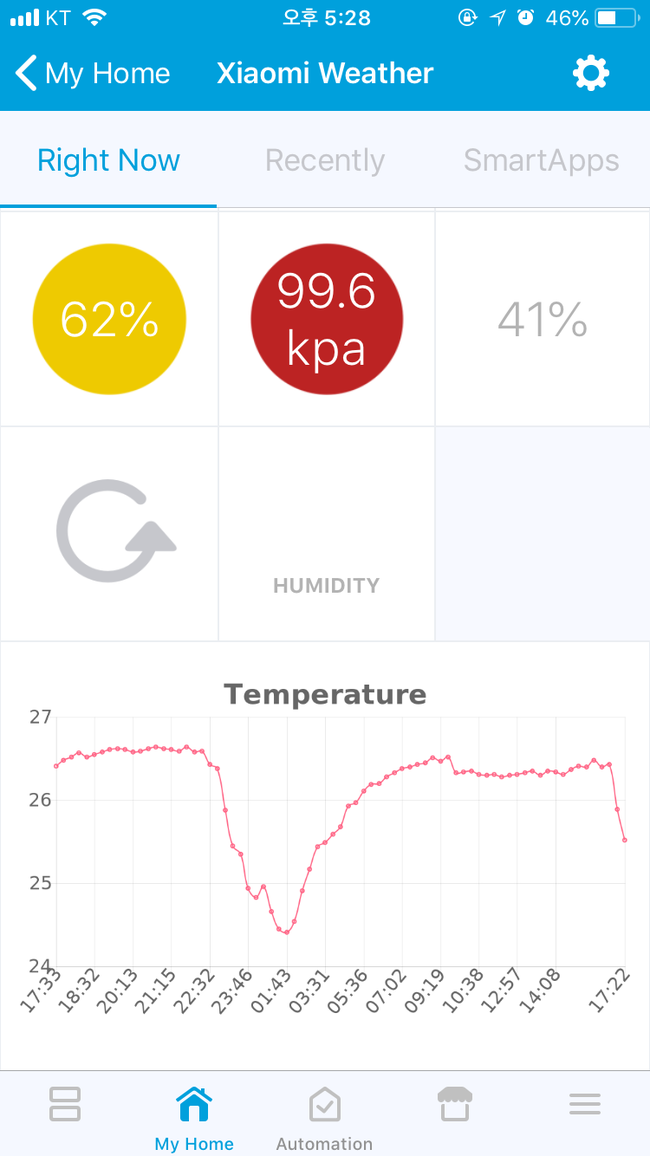 KT 오후 5:28 46%
My Home Xiaomi Weather
Right Now Recently SmartApps
62% 99.6 41%
kpa
HUMIDITY
Temperature
27
26
25
24
17:33 18:32 20:13 21:15 22:32 23:46 01:43 03:31 05:36 07:02 09:19 10:38 12:57 14:08 17:22
My Home Automation